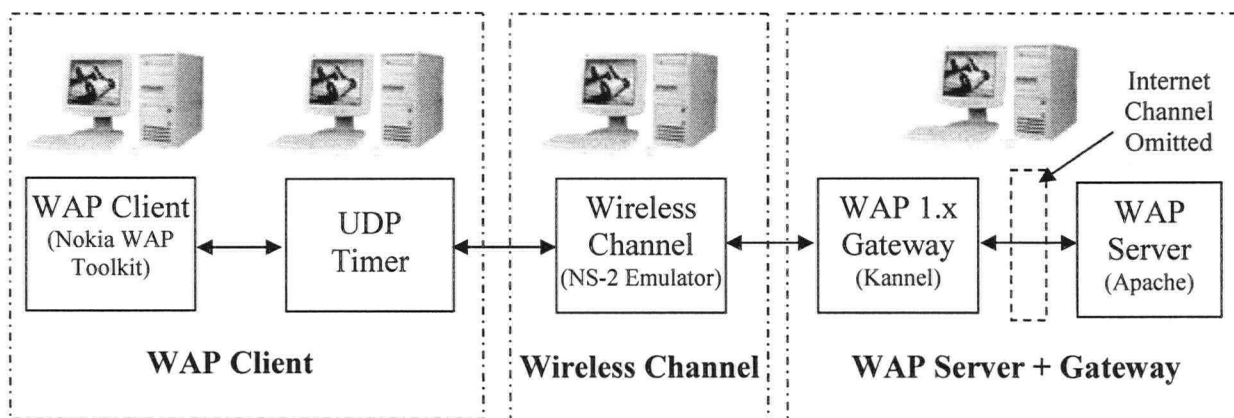 Internet
Channel
Omitted
WAP Client
(Nokia WAP
Toolkit)
UDP
Timer
Wireless
Channel
(NS-2 Emulator)
WAP 1.x
Gateway
(Kannel)
WAP
Server
(Apache)
WAP Client
Wireless Channel
WAP Server + Gateway